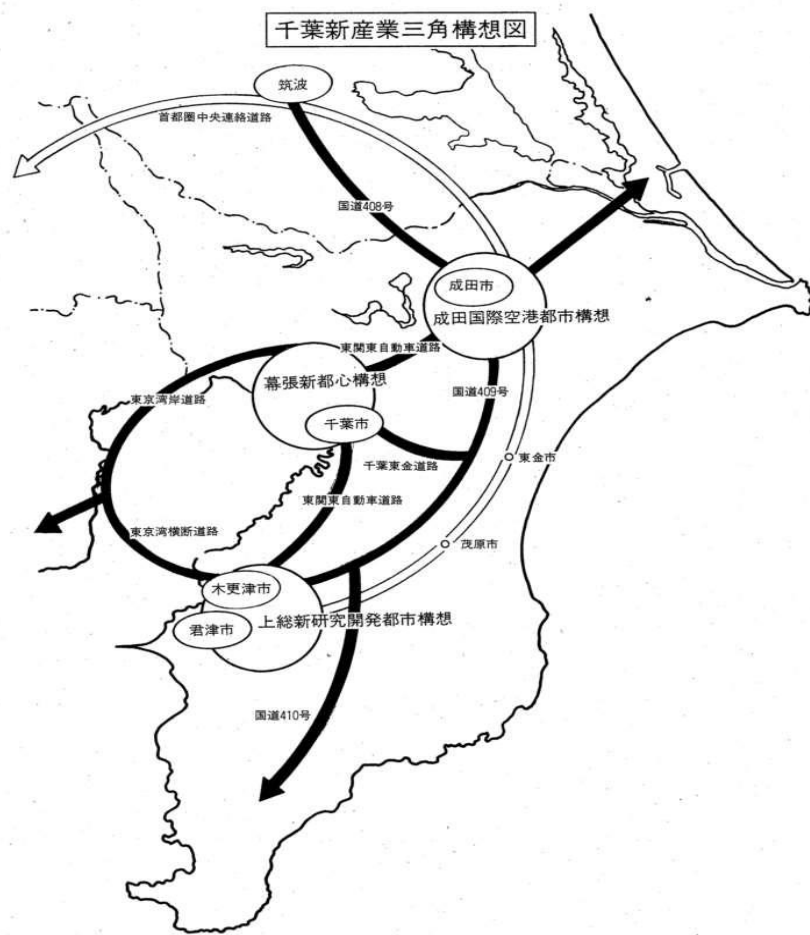 千葉新産業三角構想図
筑波
首都圏中央連絡道路
国道408号
成田市
成田国際空港都市構想
東関東自動車道路
幕張新都心構想
国道409号
東京湾岸道路
千葉市
千葉東金道路
東金市
東関東自動車道路
東京湾横断道路
茂原市
木更津市
上総新研究開発都市構想
君津市
国道410号